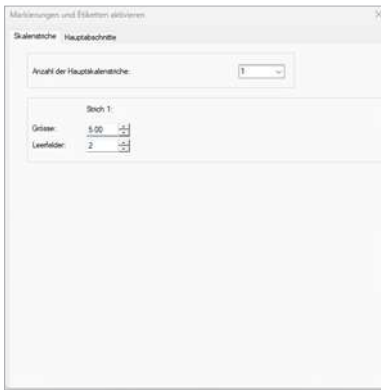 Markierungen und Etiketten aktivieren
Skalenstriche Hauptabschnitte
Anzahl der Hauptskalenstriche: 1
Strich 1:
Grösse: 5.00
Leerfelder: 2